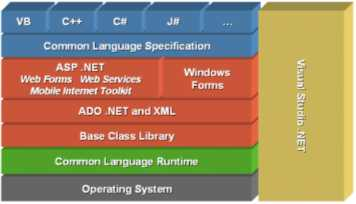 VB C++ C# J# ...
Common Language Specification
ASP .NET
Web Forms Web Services
Mobile Internet Toolkit
Windows
Forms
ADO .NET and XML
Base Class Library
Common Language Runtime
Operating System
Visual Studio .NET